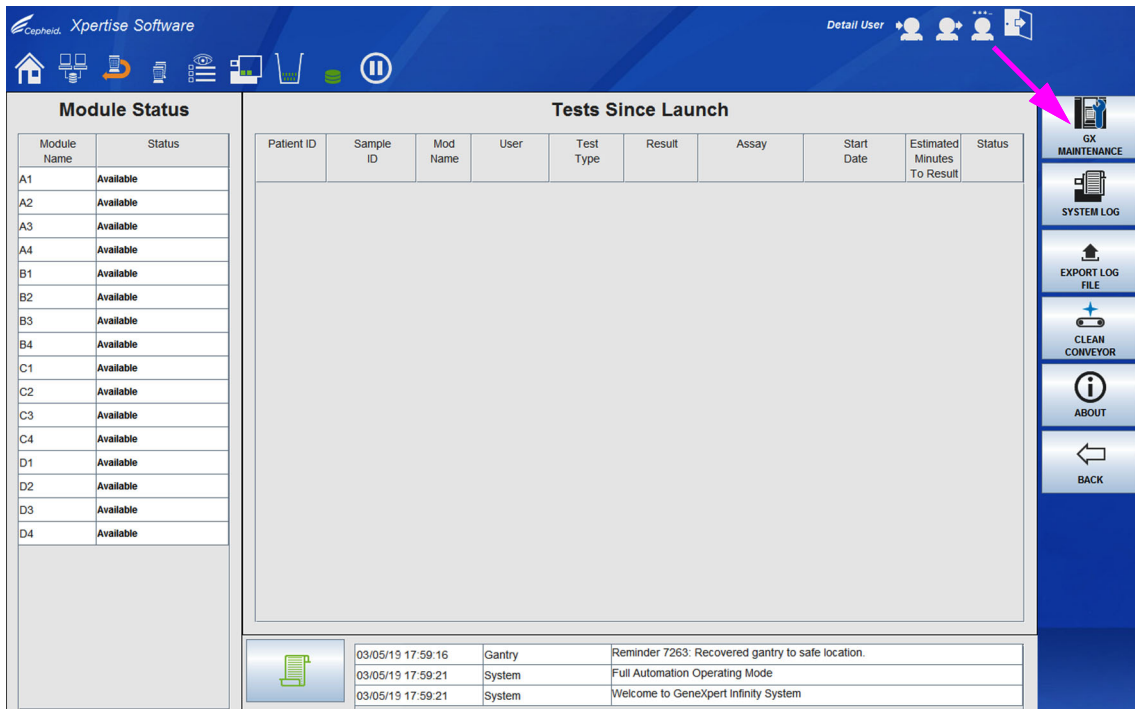 Cepheid. Xpertise Software
Detail User
Module Status
Module Name Status
A1 Available
A2 Available
A3 Available
A4 Available
B1 Available
B2 Available
B3 Available
B4 Available
C1 Available
C2 Available
C3 Available
C4 Available
D1 Available
D2 Available
D3 Available
D4 Available
Tests Since Launch
Patient ID Sample ID Mod Name User Test Type Result Assay Start Date Estimated Minutes To Result Status
03/05/19 17:59:16 Gantry Reminder 7263: Recovered gantry to safe location.
03/05/19 17:59:21 System Full Automation Operating Mode
03/05/19 17:59:21 System Welcome to GeneXpert Infinity System
GX
MAINTENANCE
SYSTEM LOG
EXPORT LOG
FILE
CLEAN
CONVEYOR
ABOUT
BACK